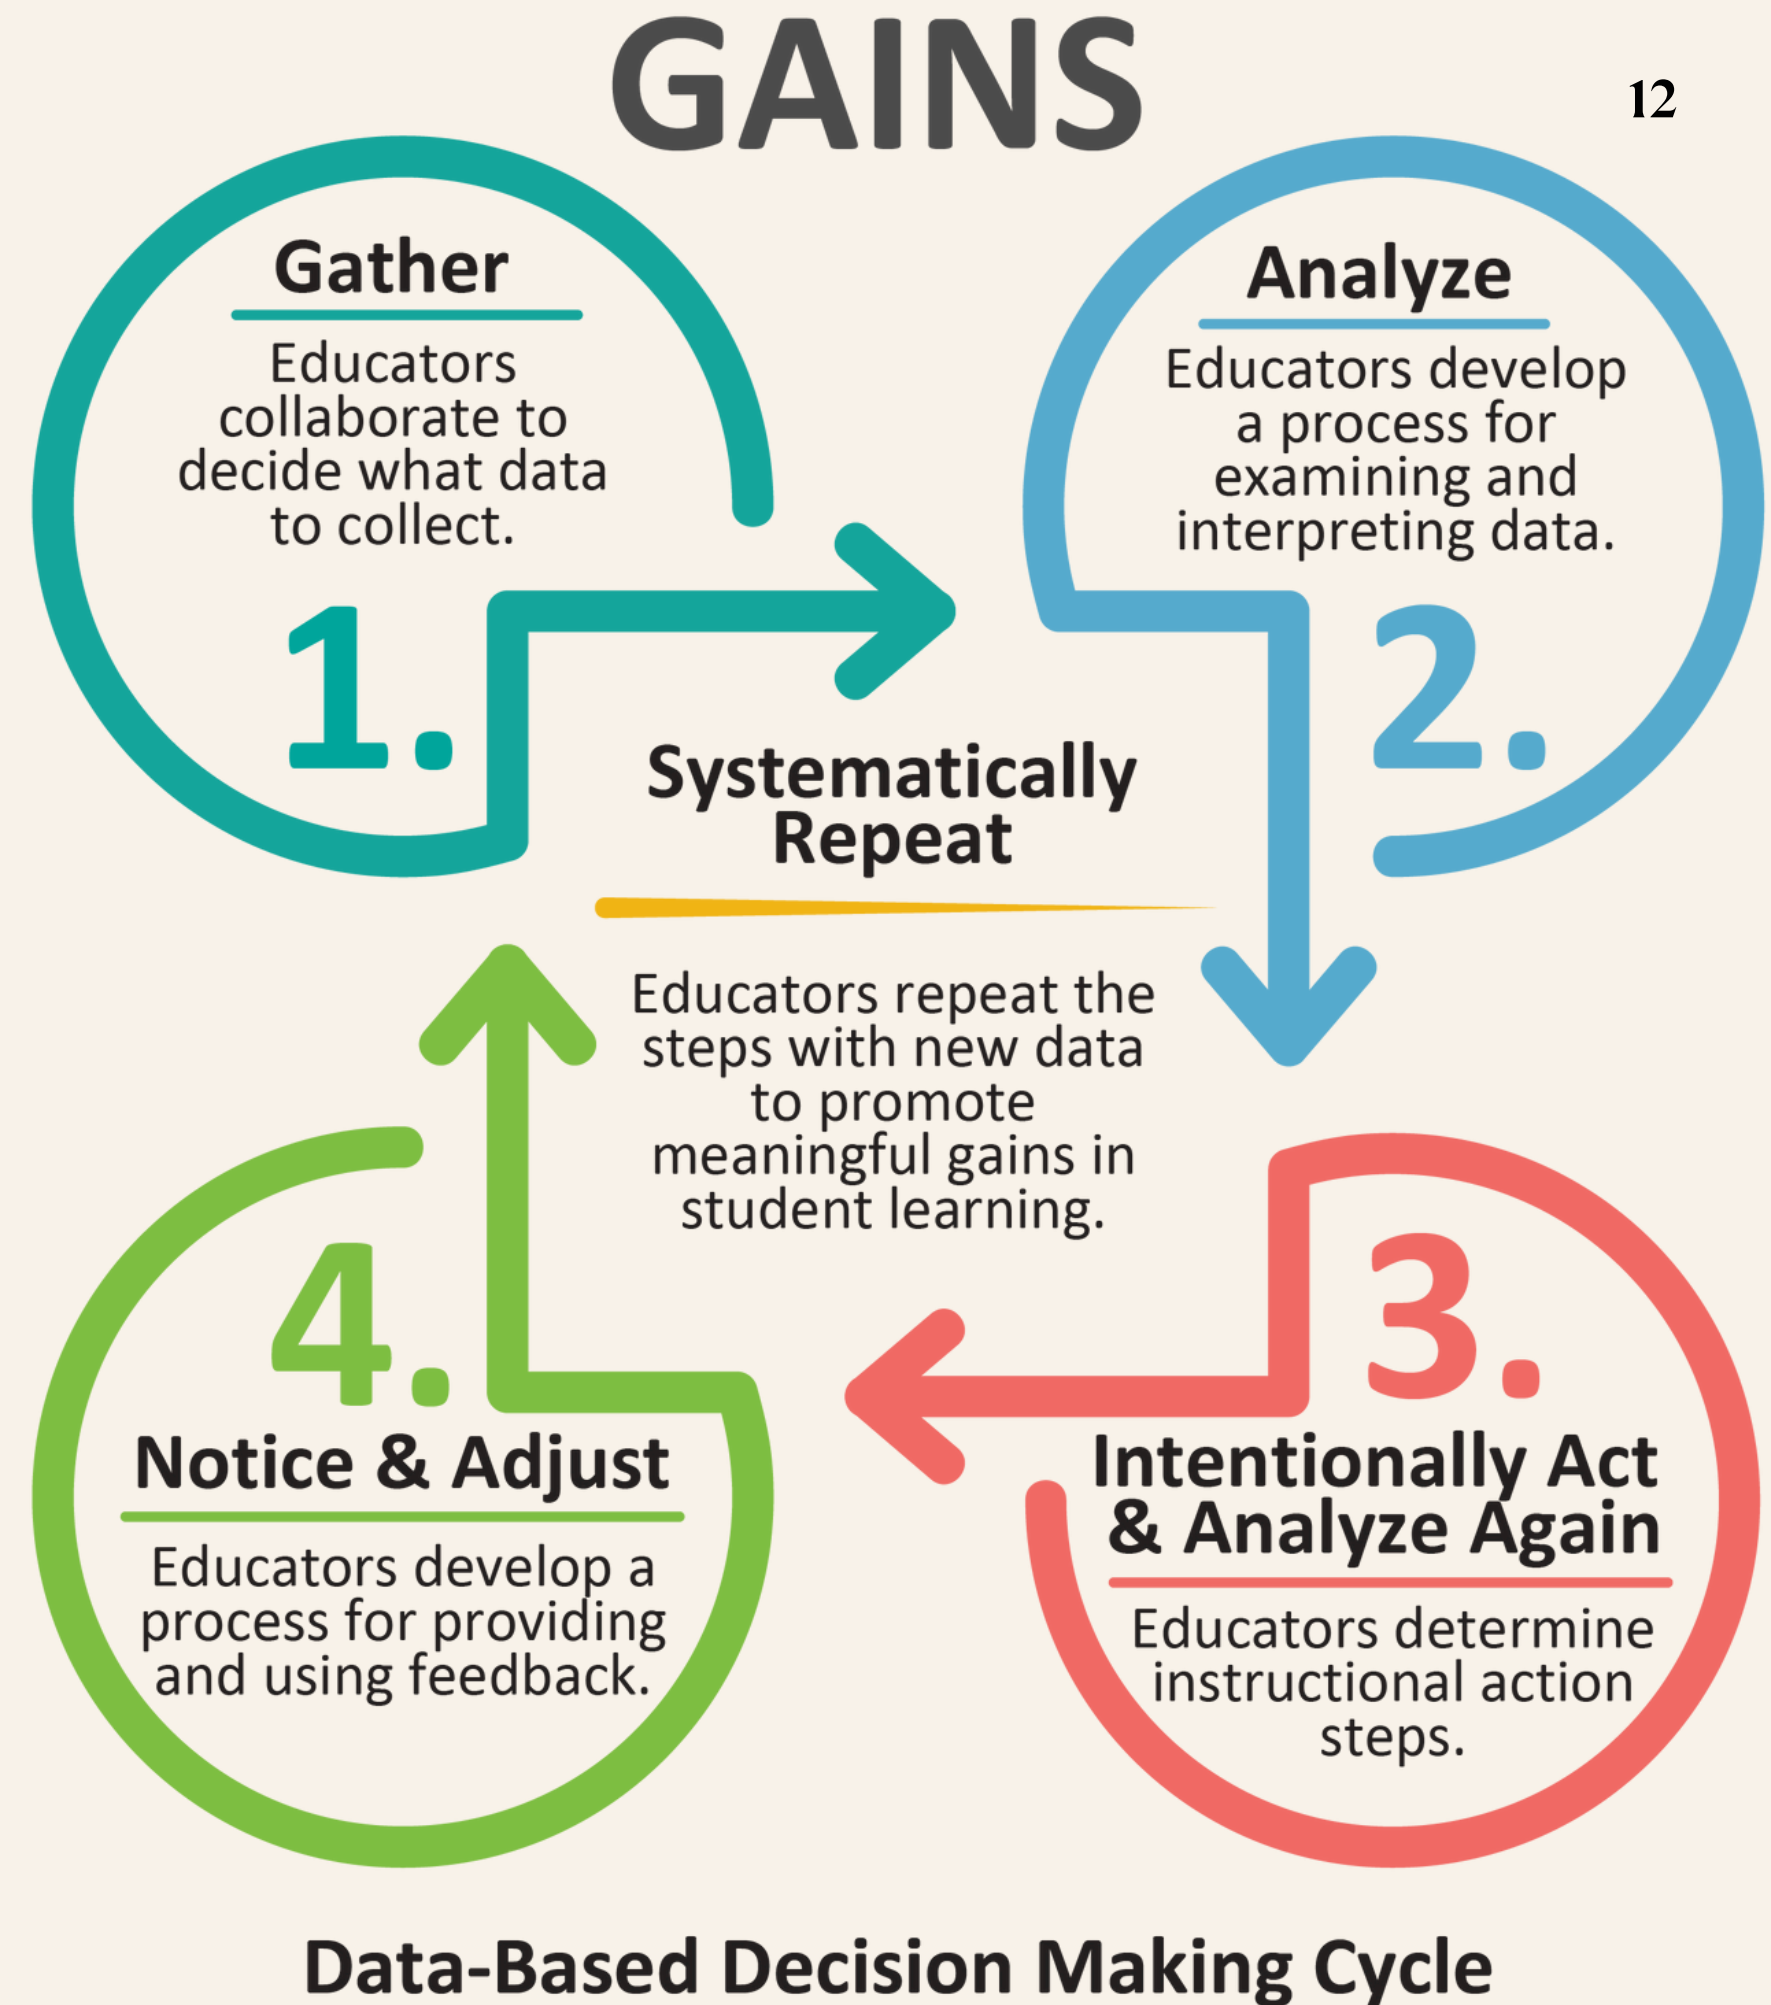 GAINS
12
Gather
Educators
collaborate to
decide what data
to collect.
1.
Analyze
Educators develop
a process for
examining and
interpreting data.
2.
Systematically
Repeat
Educators repeat the
steps with new data
to promote
meaningful gains in
student learning.
3.
Intentionally Act
& Analyze Again
Educators determine
instructional action
steps.
4.
Notice & Adjust
Educators develop a
process for providing
and using feedback.
Data-Based Decision Making Cycle